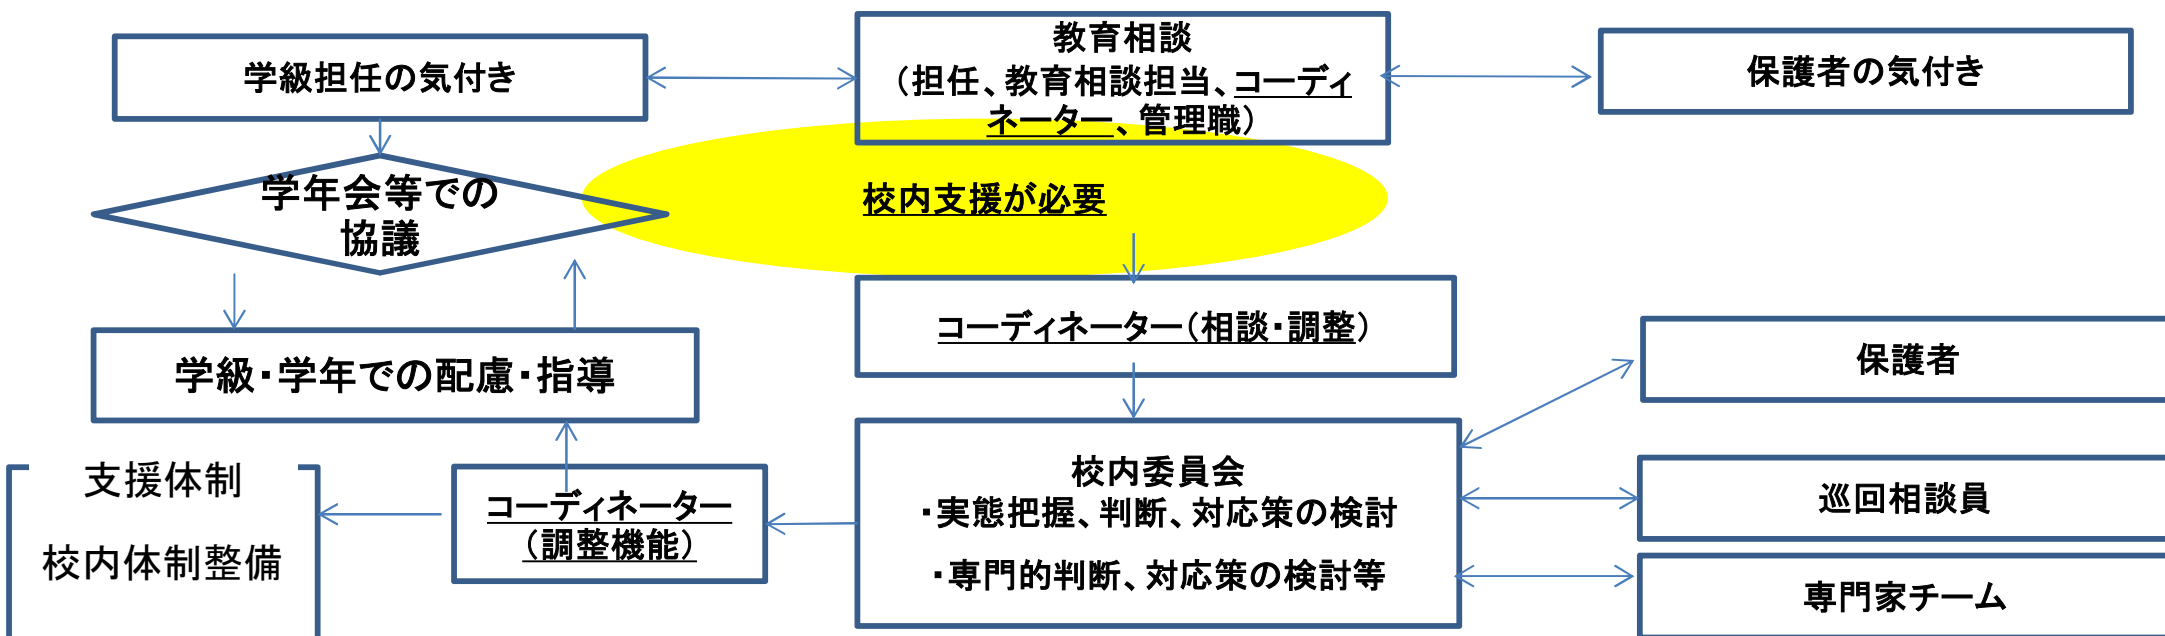 学級担任の気付き
教育相談
（担任、教育相談担当、コーディ
ネーター、管理職）
保護者の気付き
学年会等での
協議
校内支援が必要
コーディネーター（相談・調整）
学級・学年での配慮・指導
保護者
支援体制
校内体制整備
コーディネーター
（調整機能）
校内委員会
・実態把握、判断、対応策の検討
・専門的判断、対応策の検討等
巡回相談員
専門家チーム